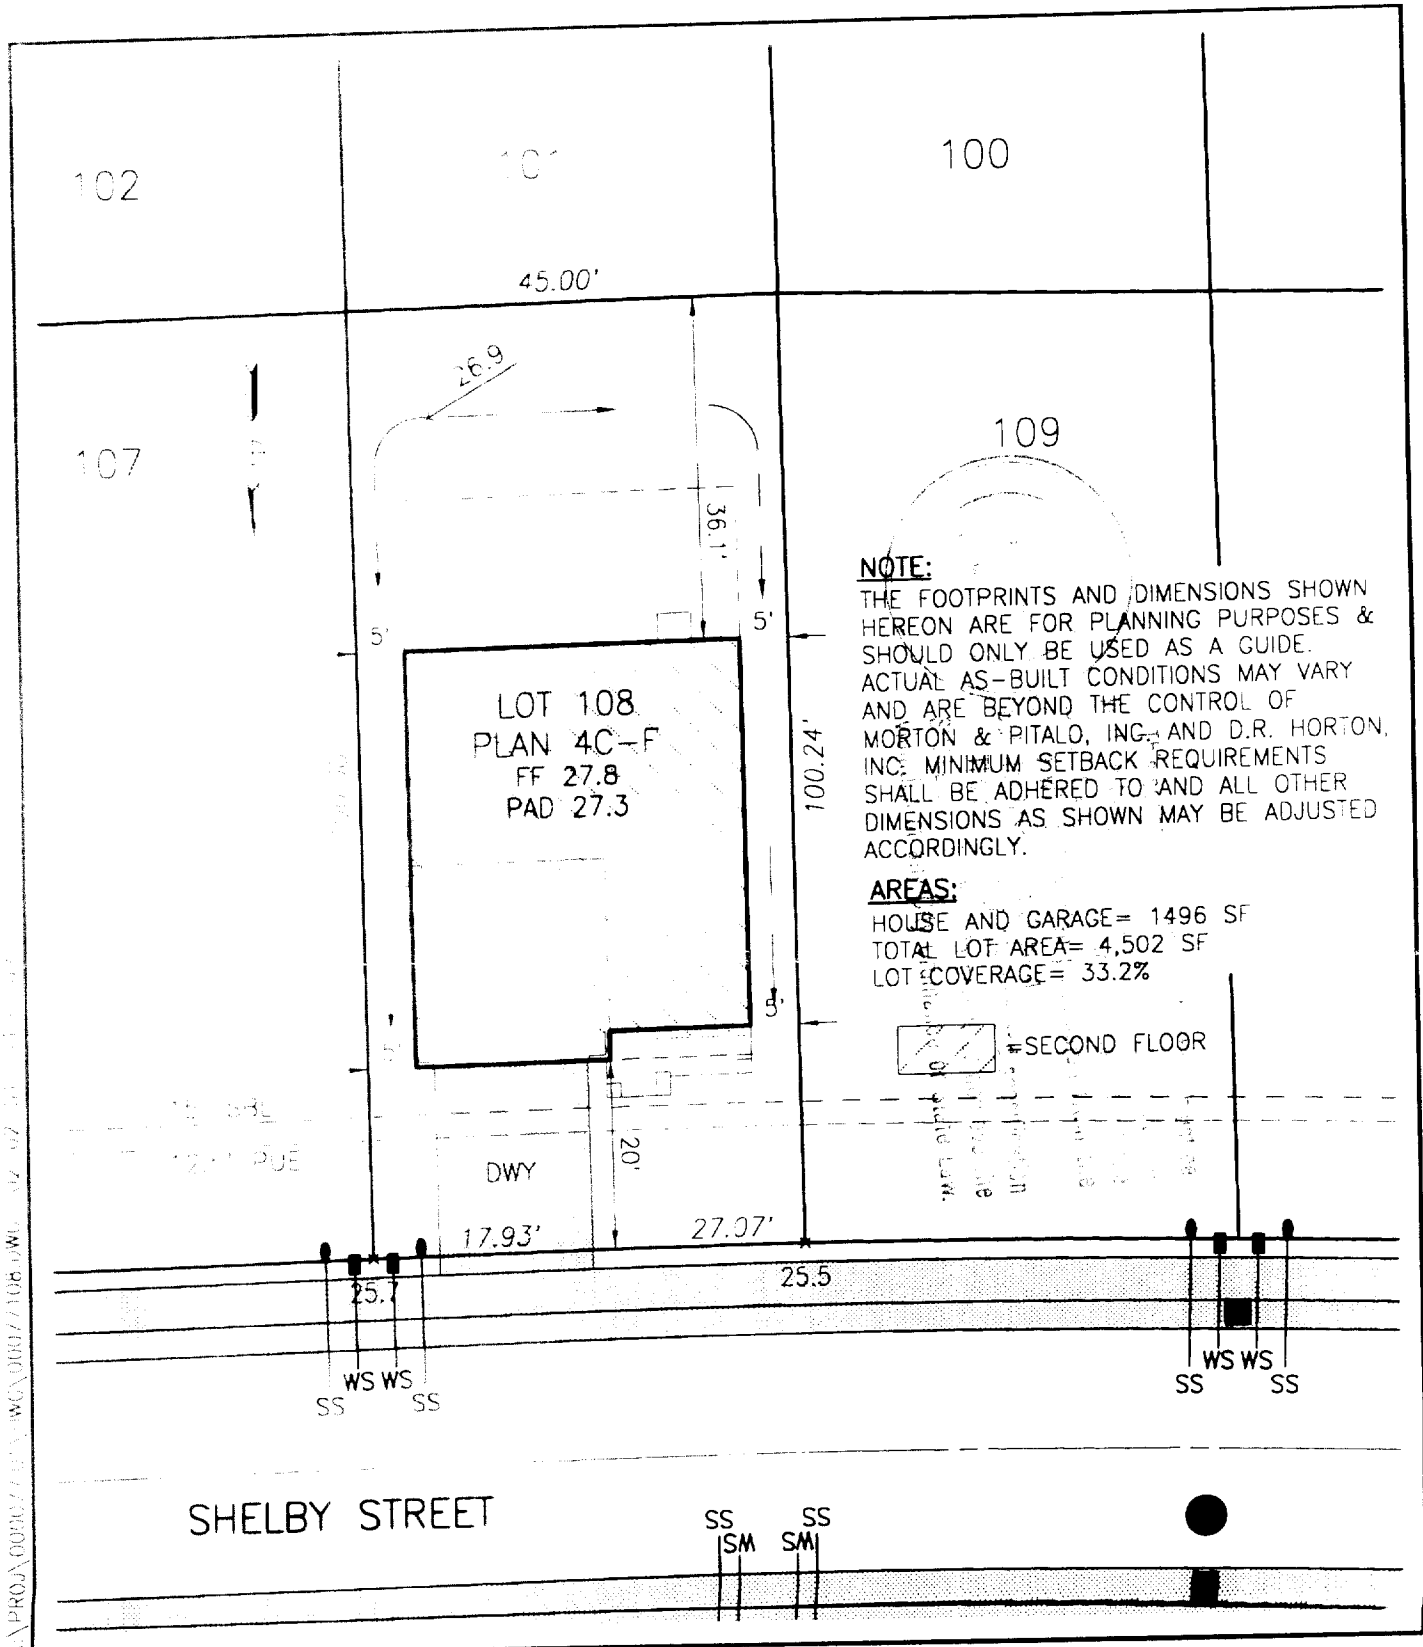 102
101
100
45.00'
26.9
107
109
36.1'
5'
5'
LOT 108
PLAN 4C-F
FF 27.8
PAD 27.3
100.24'
NOTE:
THE FOOTPRINTS AND DIMENSIONS SHOWN
HEREON ARE FOR PLANNING PURPOSES &
SHOULD ONLY BE USED AS A GUIDE.
ACTUAL AS-BUILT CONDITIONS MAY VARY
AND ARE BEYOND THE CONTROL OF
MORTON & PITALO, INC. AND D.R. HORTON,
INC. MINIMUM SETBACK REQUIREMENTS
SHALL BE ADHERED TO AND ALL OTHER
DIMENSIONS AS SHOWN MAY BE ADJUSTED
ACCORDINGLY.
AREAS:
HOUSE AND GARAGE= 1496 SF
TOTAL LOT AREA= 4,502 SF
LOT COVERAGE= 33.2%
=SECOND FLOOR
5'
5'
PUE
20'
DWY
17.93'
27.07'
25.7
25.5
WS WS
SS SS
WS WS
SS SS
SHELBY STREET
SS SS
SM SM